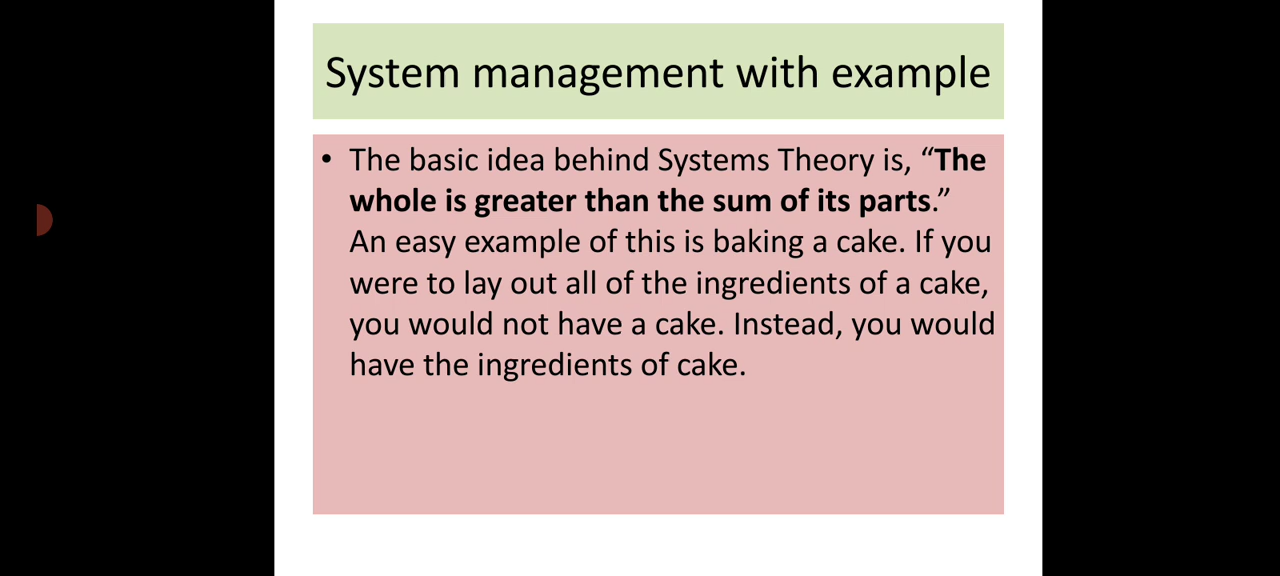 System management with example
• The basic idea behind Systems Theory is, “The
whole is greater than the sum of its parts.”
An easy example of this is baking a cake. If you
were to lay out all of the ingredients of a cake,
you would not have a cake. Instead, you would
have the ingredients of cake.